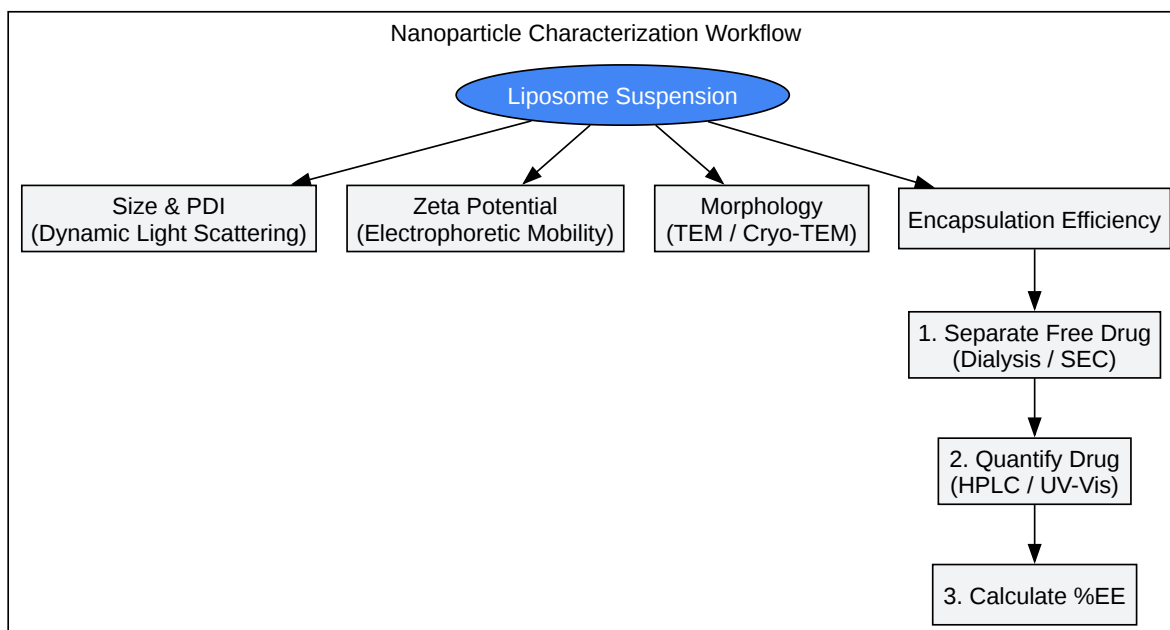 Nanoparticle Characterization Workflow
Liposome Suspension
Size & PDI
(Dynamic Light Scattering)
Zeta Potential
(Electrophoretic Mobility)
Morphology
(TEM / Cryo-TEM)
Encapsulation Efficiency
1. Separate Free Drug
(Dialysis / SEC)
2. Quantify Drug
(HPLC / UV-Vis)
3. Calculate %EE